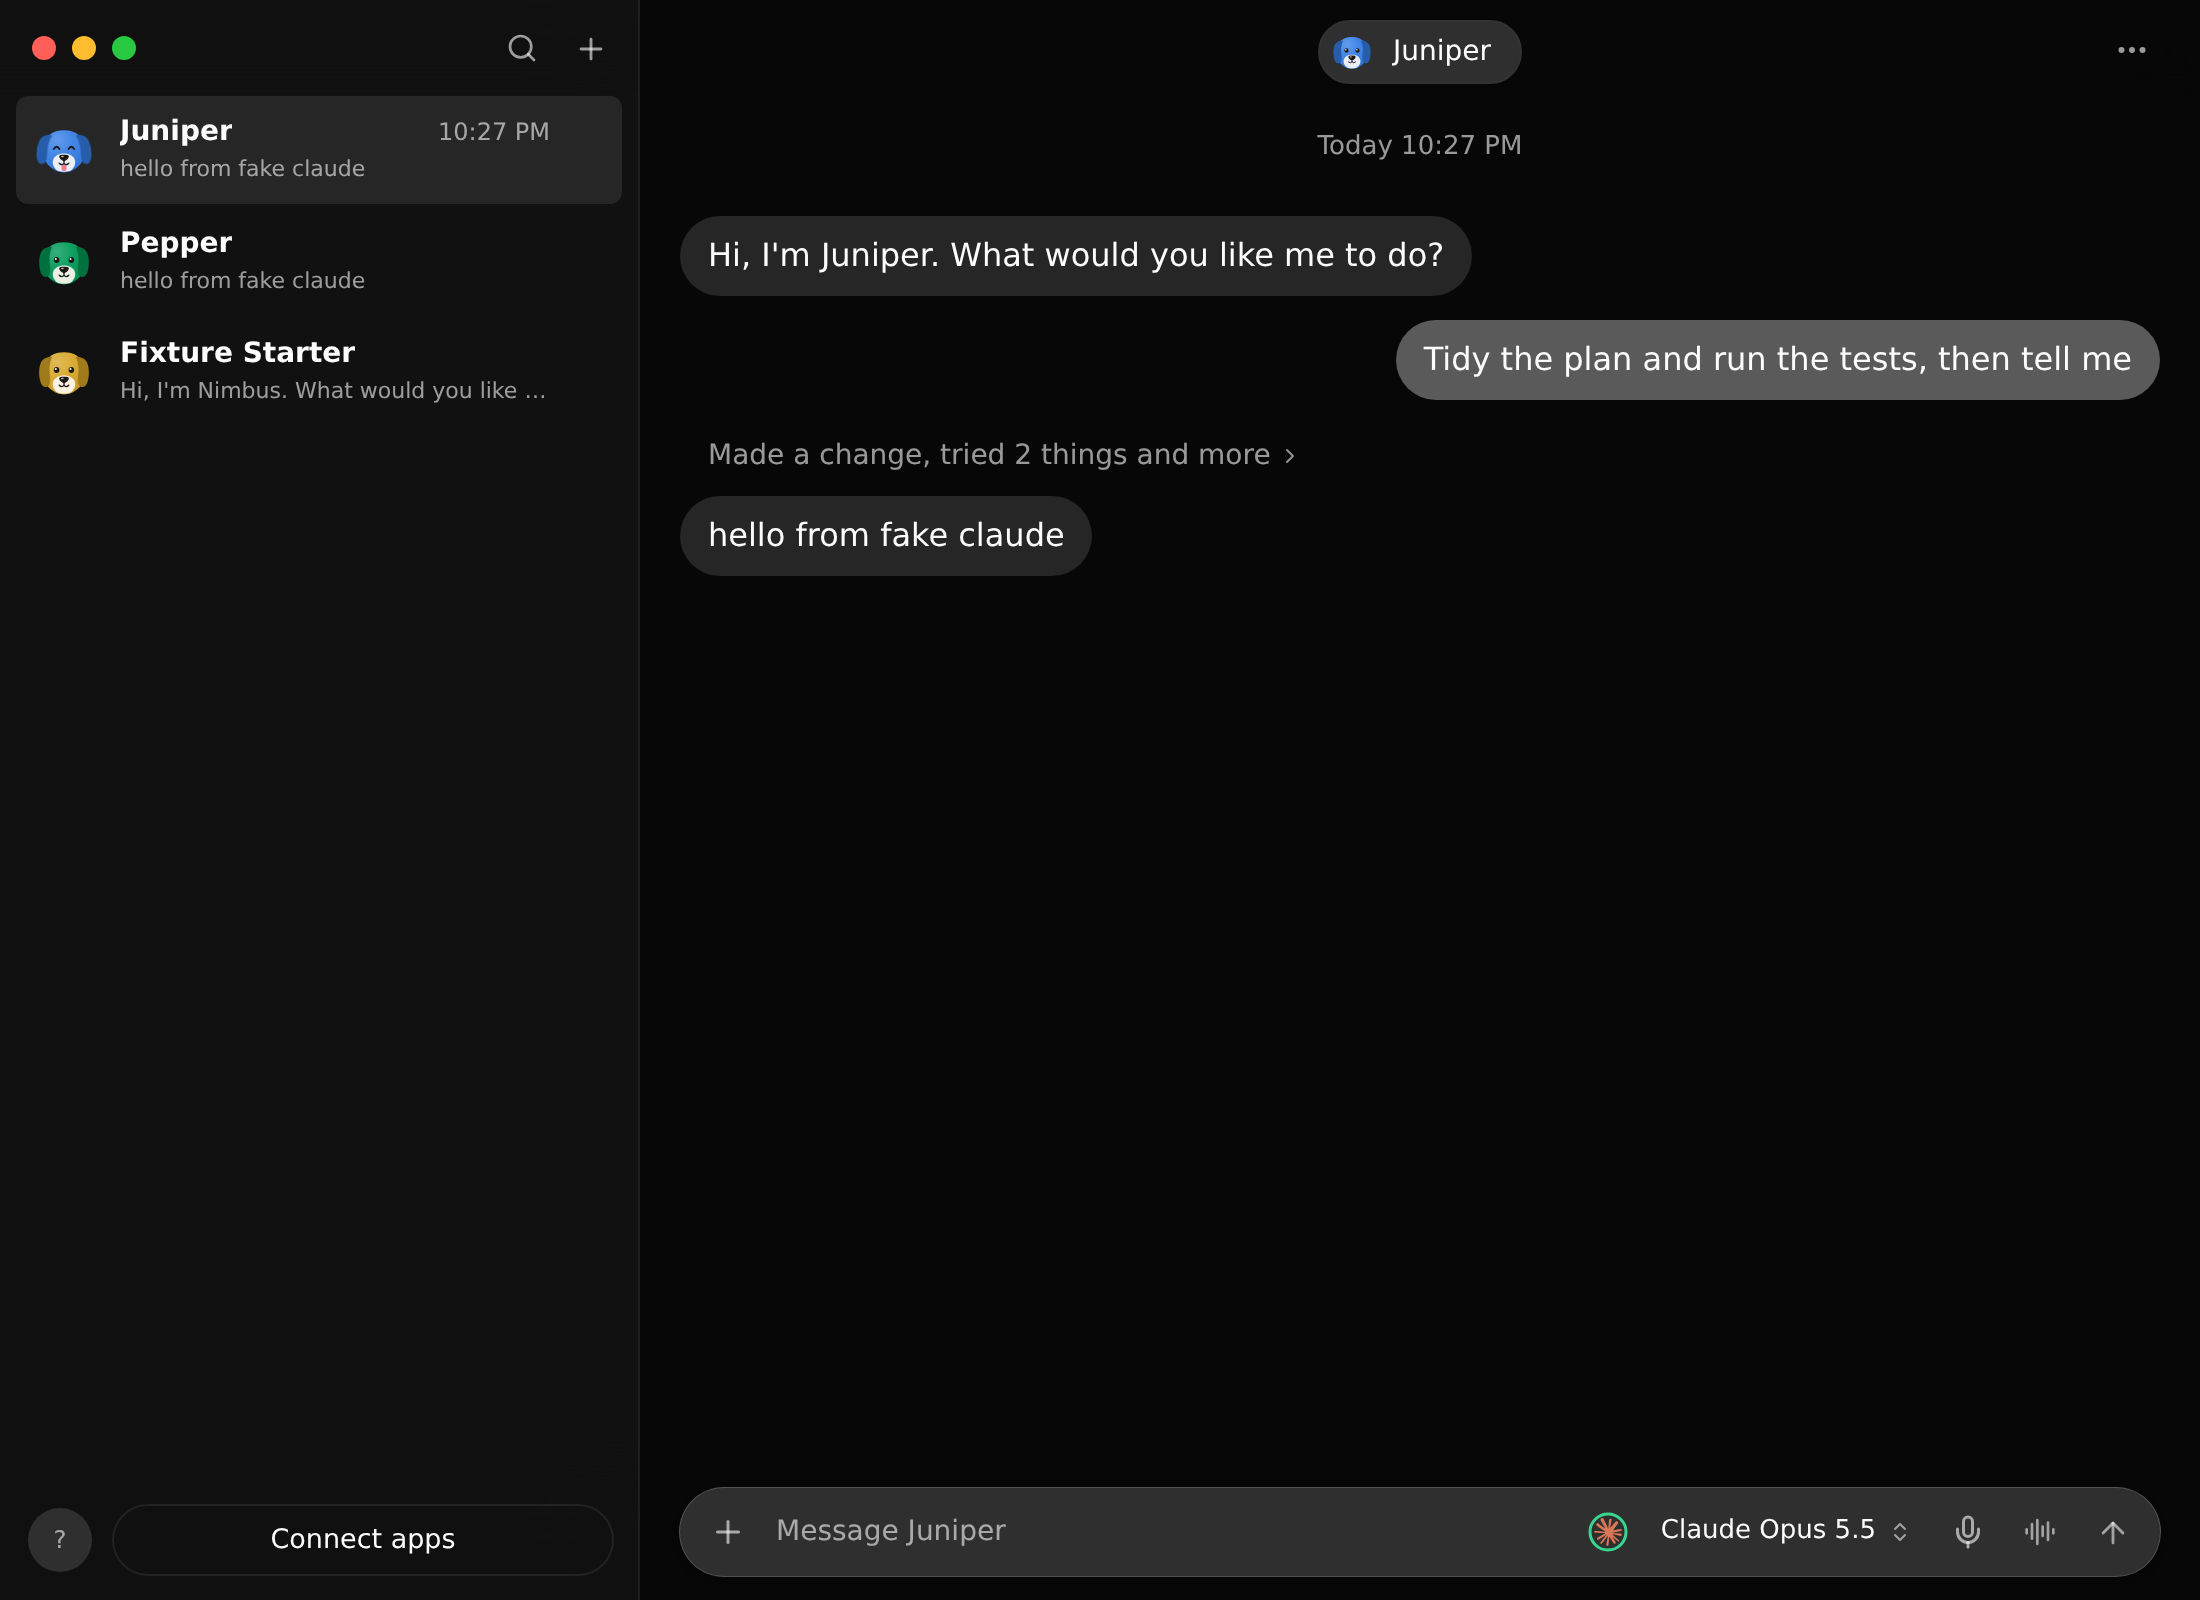 Juniper
10:27 PM
hello from fake claude
Pepper
hello from fake claude
Fixture Starter
Hi, I'm Nimbus. What would you like ...
? Connect apps
Juniper
Today 10:27 PM
Hi, I'm Juniper. What would you like me to do?
Tidy the plan and run the tests, then tell me
Made a change, tried 2 things and more
hello from fake claude
Message Juniper
Claude Opus 5.5